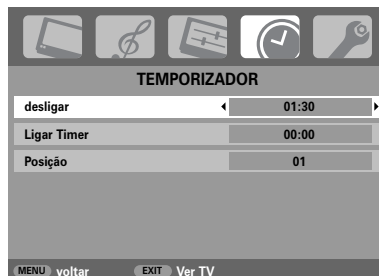 TEMPORIZADOR
desligar 01:30
Ligar Timer 00:00
Posição 01
MENU voltar EXIT Ver TV